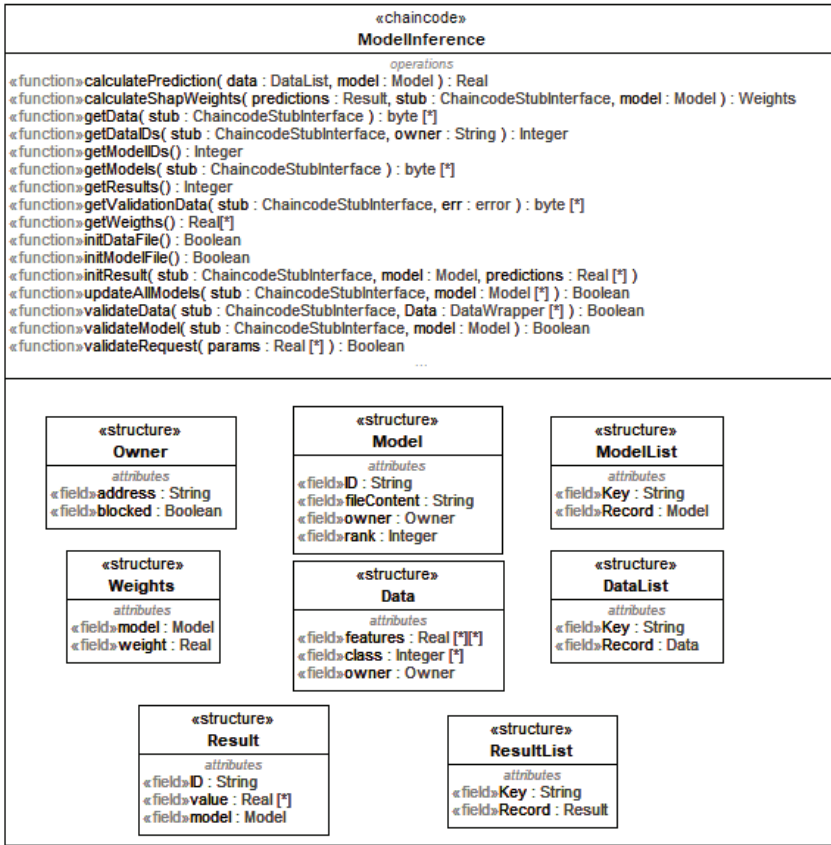 «chaincode»
ModelInference
operations
«function»calculatePrediction( data : DataList, model : Model ) : Real
«function»calculateShapWeights( predictions : Result, stub : ChaincodeStubInterface, model : Model ) : Weights
«function»getData( stub : ChaincodeStubInterface ) : byte [*]
«function»getDataIDs( stub : ChaincodeStubInterface, owner : String ) : Integer
«function»getModelIDs() : Integer
«function»getModels( stub : ChaincodeStubInterface ) : byte [*]
«function»getResults() : Integer
«function»getValidationData( stub : ChaincodeStubInterface, err : error ) : byte [*]
«function»getWeigths() : Real[*]
«function»initDataFile() : Boolean
«function»initModelFile() : Boolean
«function»initResult( stub : ChaincodeStubInterface, model : Model, predictions : Real [*] )
«function»updateAllModels( stub : ChaincodeStubInterface, model : Model [*] ) : Boolean
«function»validateData( stub : ChaincodeStubInterface, Data : DataWrapper [*] ) : Boolean
«function»validateModel( stub : ChaincodeStubInterface, model : Model ) : Boolean
«function»validateRequest( params : Real [*] ) : Boolean
...
«structure»
Owner
attributes
«field»address : String
«field»blocked : Boolean
«structure»
Model
attributes
«field»ID : String
«field»fileContent : String
«field»owner : Owner
«field»rank : Integer
«structure»
ModelList
attributes
«field»Key : String
«field»Record : Model
«structure»
Weights
attributes
«field»model : Model
«field»weight : Real
«structure»
Data
attributes
«field»features : Real [*][*]
«field»class : Integer [*]
«field»owner : Owner
«structure»
DataList
attributes
«field»Key : String
«field»Record : Data
«structure»
Result
attributes
«field»ID : String
«field»value : Real [*]
«field»model : Model
«structure»
ResultList
attributes
«field»Key : String
«field»Record : Result